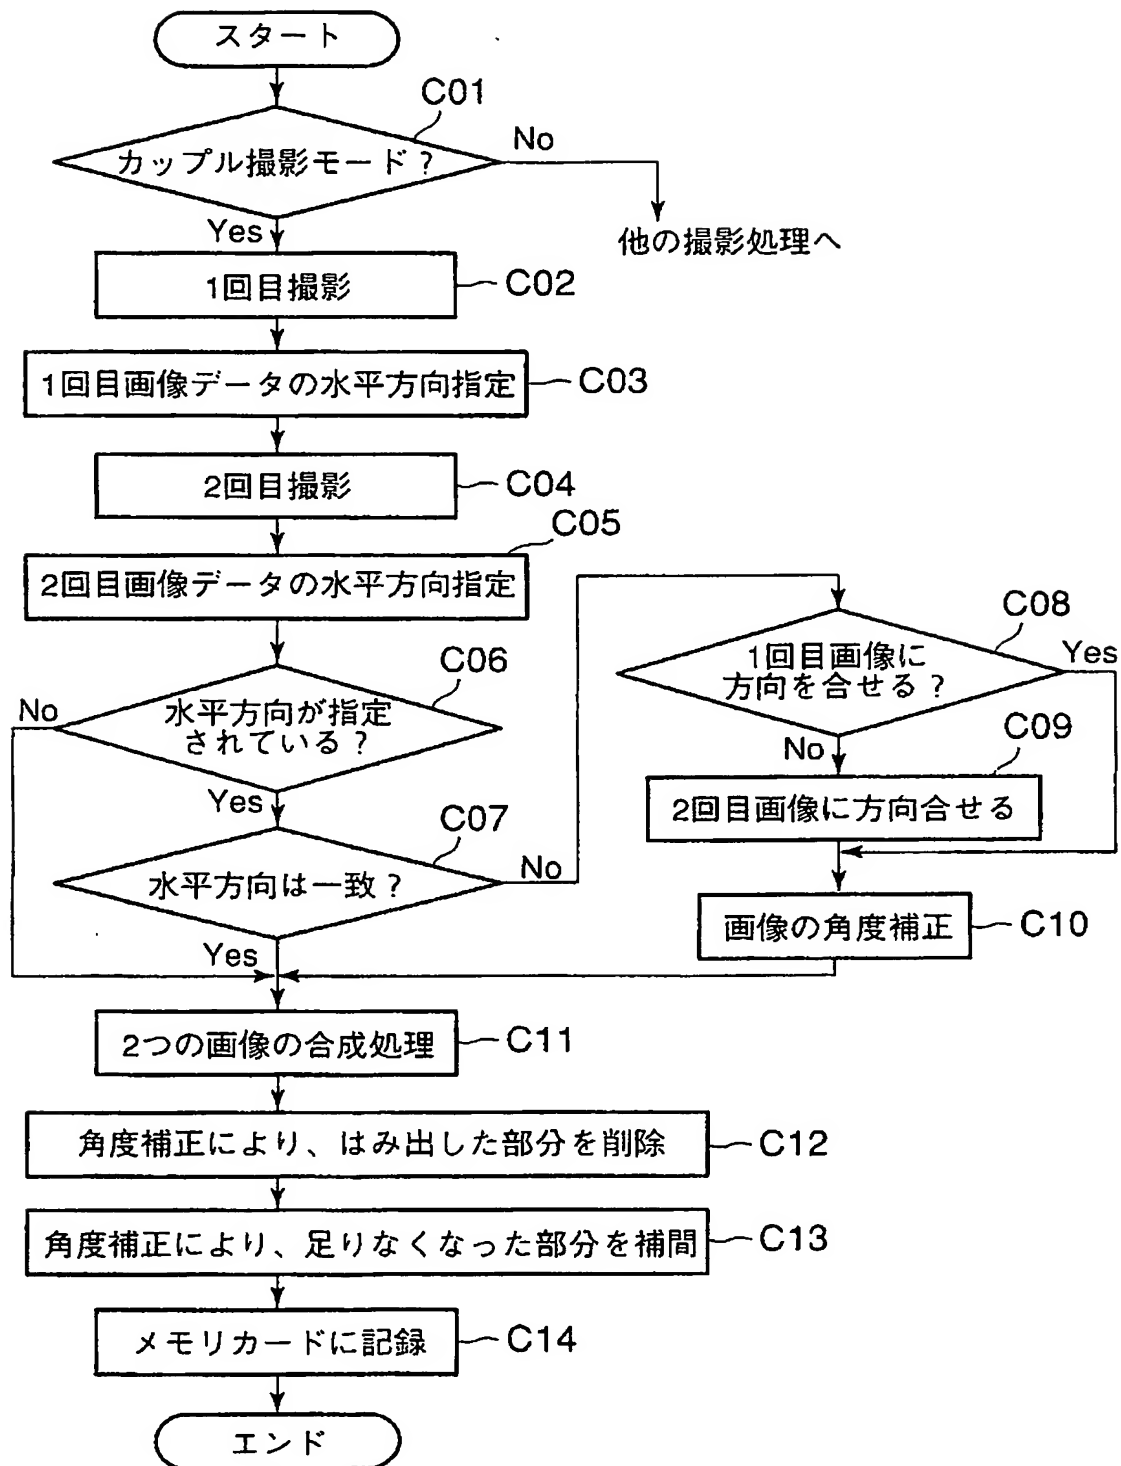 スタート
C01
カップル撮影モード？
No
Yes
他の撮影処理へ
1回目撮影
C02
1回目画像データの水平方向指定
C03
2回目撮影
C04
C05
2回目画像データの水平方向指定
C06
No
水平方向が指定
されている？
Yes
C07
水平方向は一致？
No
Yes
C08
1回目画像に
方向を合せる？
Yes
No
C09
2回目画像に方向合せる
画像の角度補正
C10
2つの画像の合成処理
C11
角度補正により、はみ出した部分を削除
C12
角度補正により、足りなくなった部分を補間
C13
メモリカードに記録
C14
エンド